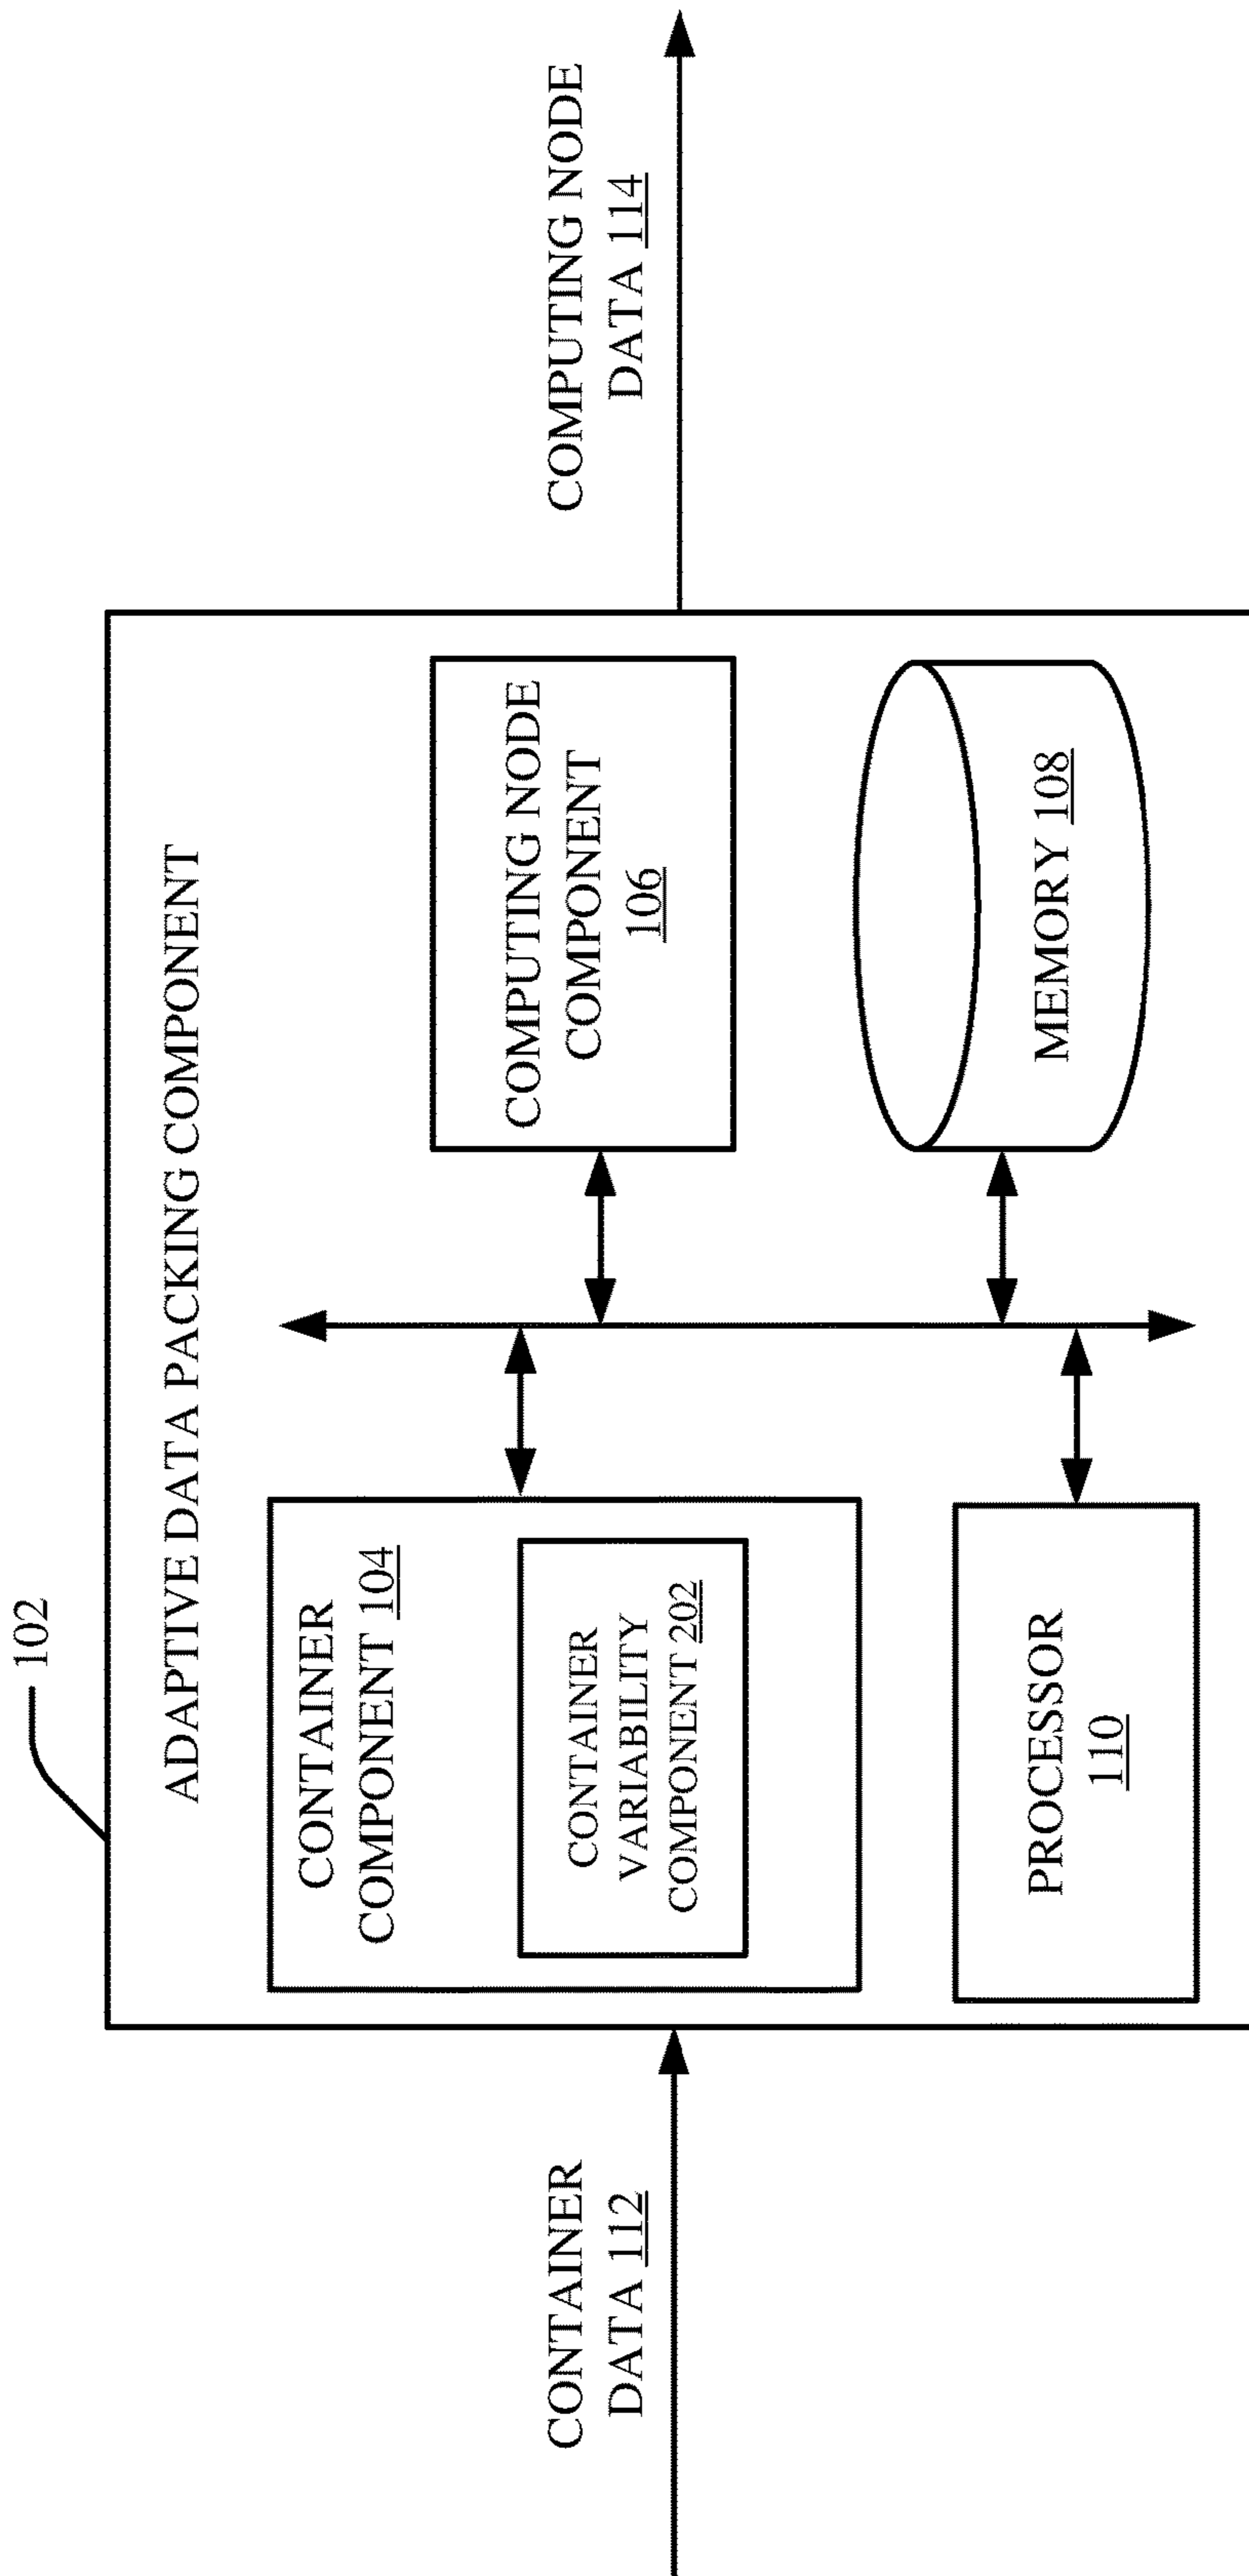 102
ADAPTIVE DATA PACKING COMPONENT
CONTAINER
COMPONENT 104
CONTAINER
VARIABILITY
COMPONENT 202
COMPUTING NODE
COMPONENT
106
PROCESSOR
110
MEMORY 108
CONTAINER
DATA 112
COMPUTING NODE
DATA 114